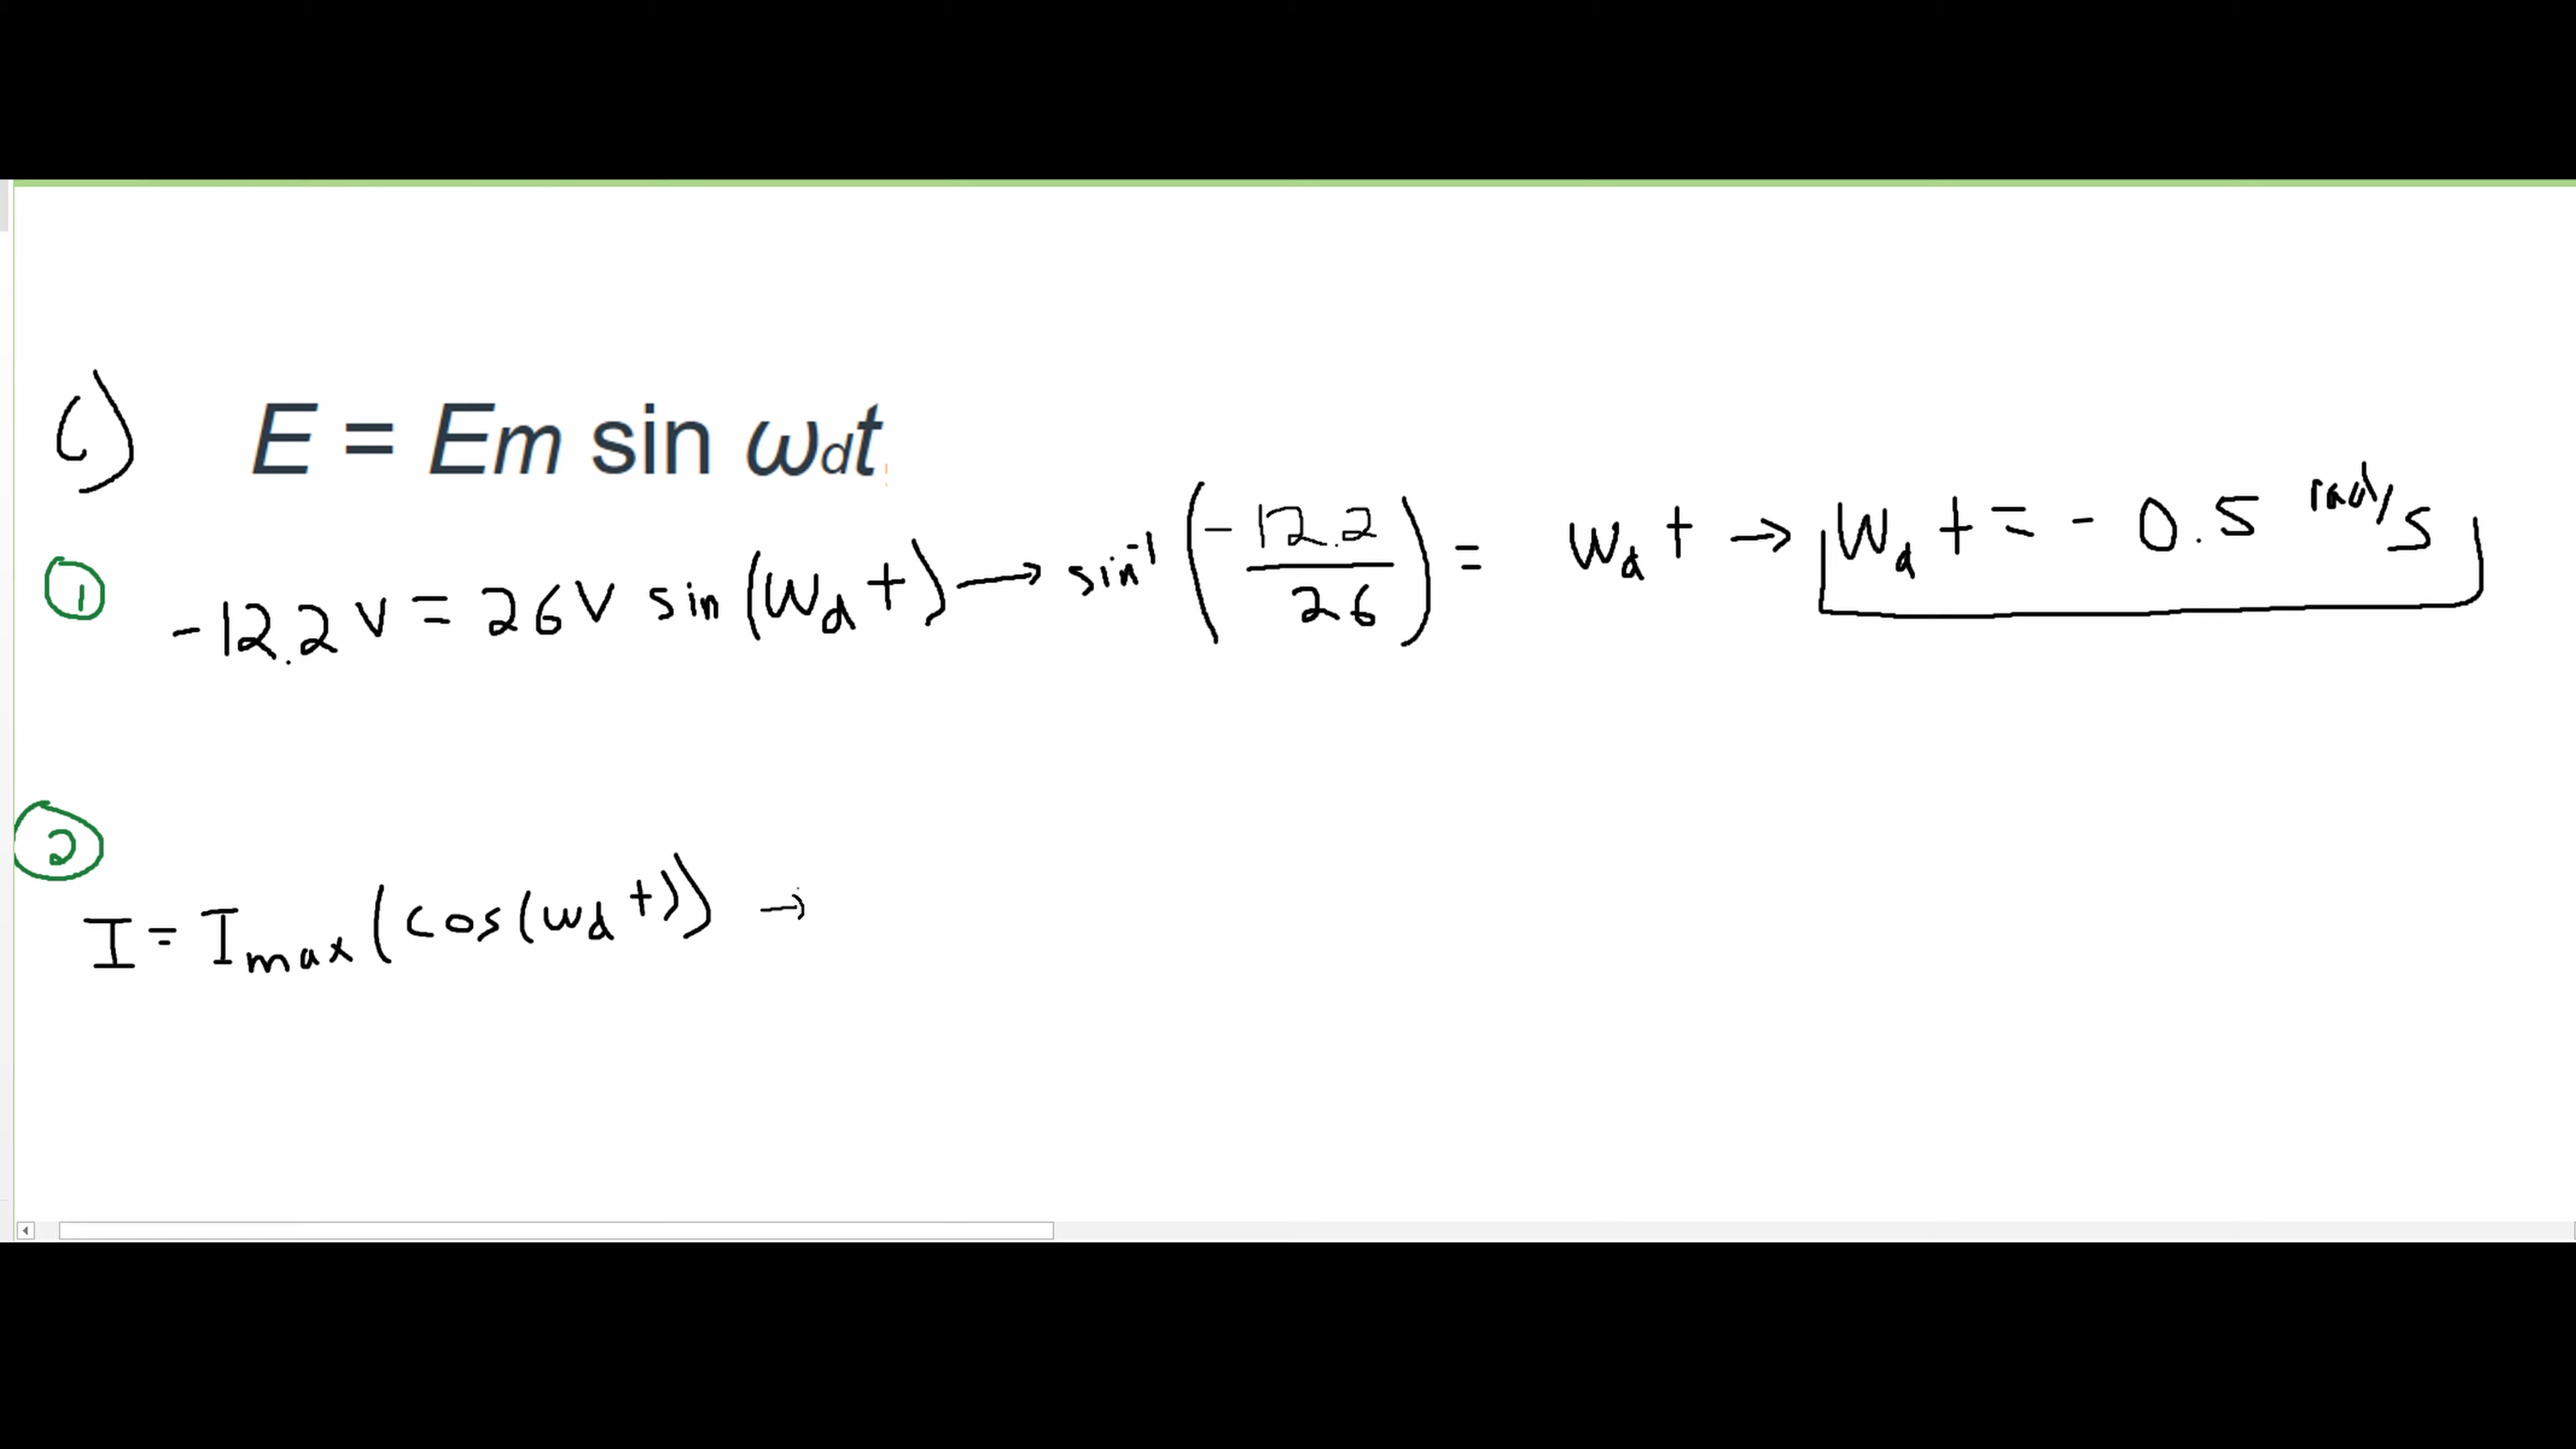 c) E = Em sin ωdt
① -12.2 V = 26 V sin (Wd t) → sin⁻¹ (-12.2/26) = Wd t → Wd t = - 0.5 rad/s
②
I = Imax (cos(wd t)) →